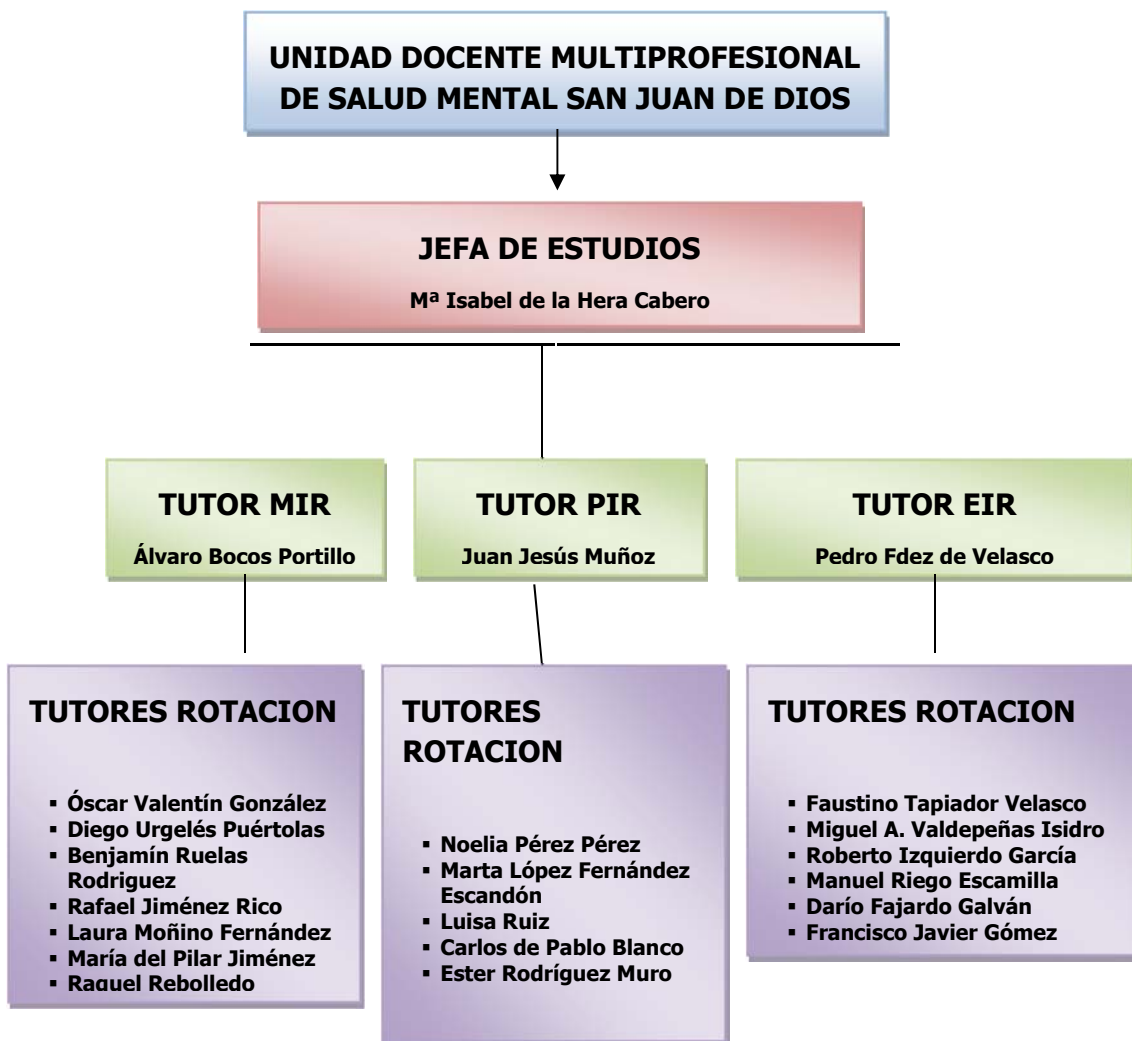 UNIDAD DOCENTE MULTIPROFESIONAL
DE SALUD MENTAL SAN JUAN DE DIOS
JEFA DE ESTUDIOS
Mª Isabel de la Hera Cabero
TUTOR MIR
Álvaro Bocos Portillo
TUTOR PIR
Juan Jesús Muñoz
TUTOR EIR
Pedro Fdez de Velasco
TUTORES ROTACION
▪ Óscar Valentín González
▪ Diego Urgelés Puértolas
▪ Benjamín Ruelas
Rodriguez
▪ Rafael Jiménez Rico
▪ Laura Moñino Fernández
▪ María del Pilar Jiménez
▪ Raquel Rebolledo
TUTORES
ROTACION
▪ Noelia Pérez Pérez
▪ Marta López Fernández
Escandón
▪ Luisa Ruiz
▪ Carlos de Pablo Blanco
▪ Ester Rodríguez Muro
TUTORES ROTACION
▪ Faustino Tapiador Velasco
▪ Miguel A. Valdepeñas Isidro
▪ Roberto Izquierdo García
▪ Manuel Riego Escamilla
▪ Darío Fajardo Galván
▪ Francisco Javier Gómez